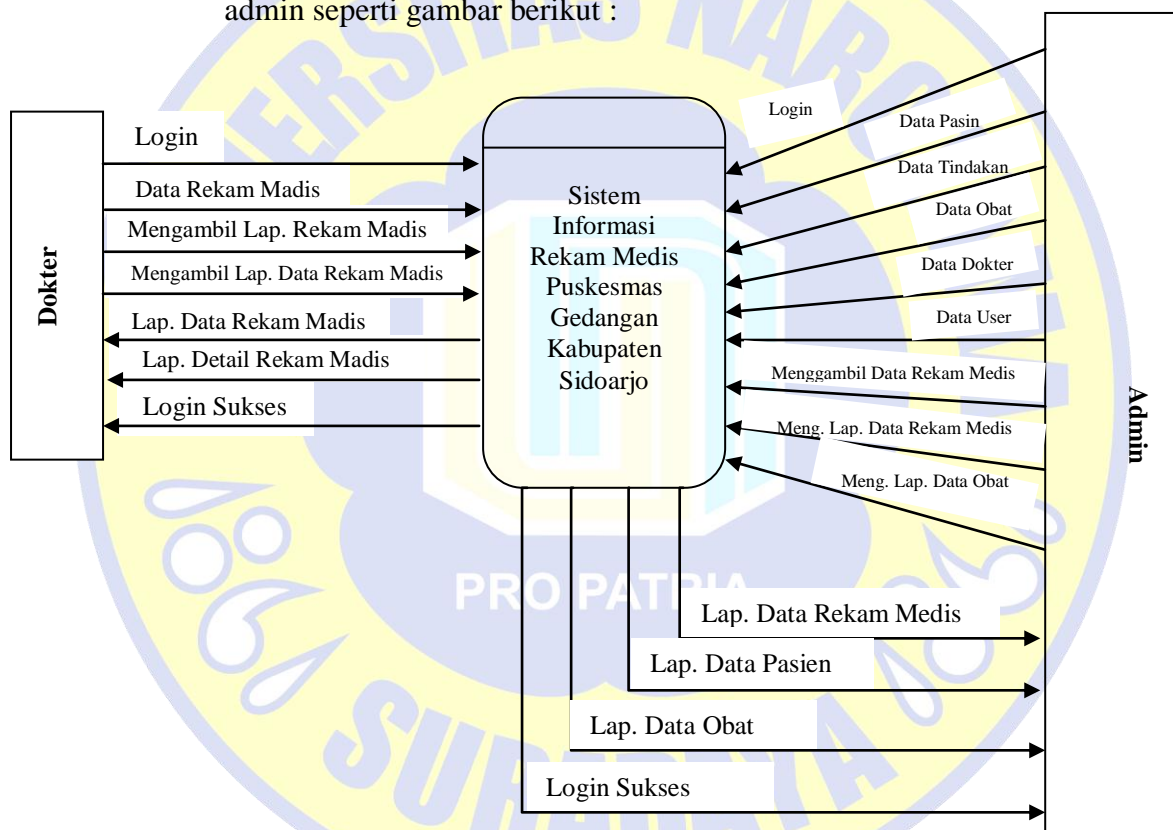 admin seperti gambar berikut :
Dokter
Login
Data Rekam Madis
Mengambil Lap. Rekam Madis
Mengambil Lap. Data Rekam Madis
Lap. Data Rekam Madis
Lap. Detail Rekam Madis
Login Sukses
Sistem
Informasi
Rekam Medis
Puskesmas
Gedangan
Kabupaten
Sidoarjo
Login
Data Pasin
Data Tindakan
Data Obat
Data Dokter
Data User
Menggambil Data Rekam Medis
Meng. Lap. Data Rekam Medis
Meng. Lap. Data Obat
Admin
Lap. Data Rekam Medis
Lap. Data Pasien
Lap. Data Obat
Login Sukses
PRO PATRIA
SURABAYA